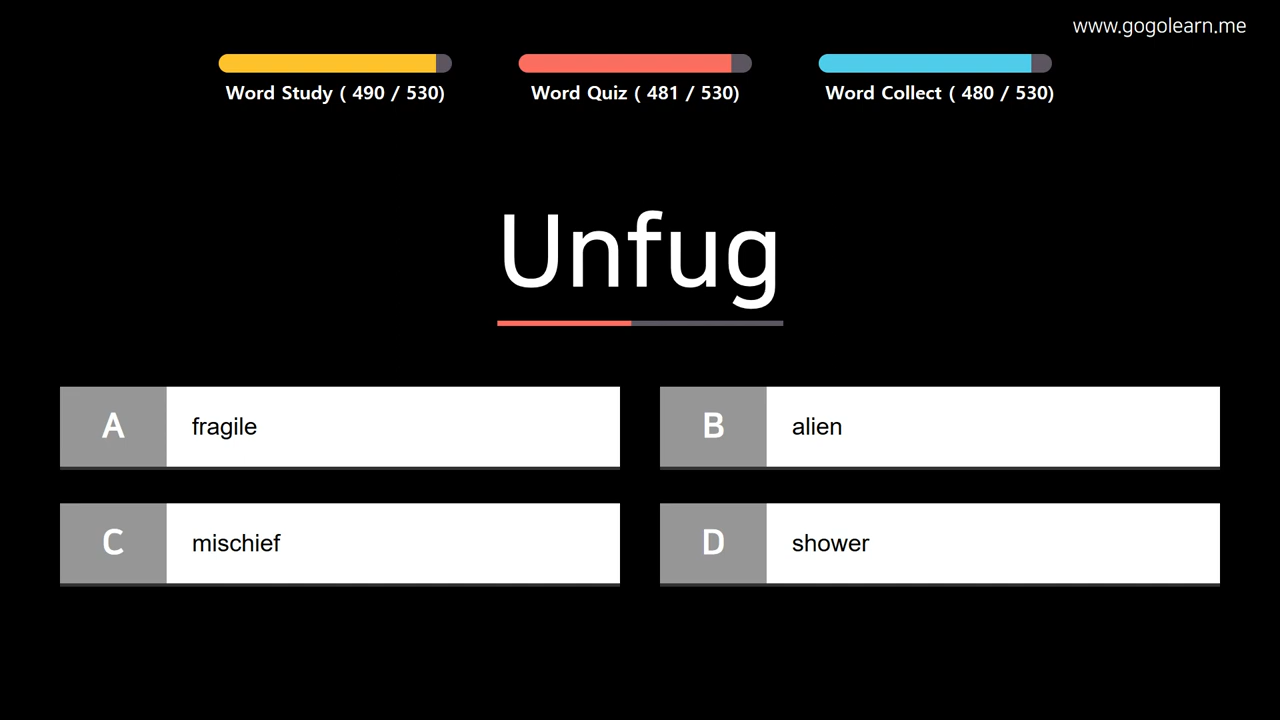 www.gogolearn.me
Word Study ( 490 / 530)
Word Quiz ( 481 / 530)
Word Collect ( 480 / 530)
Unfug
A fragile
B alien
C mischief
D shower